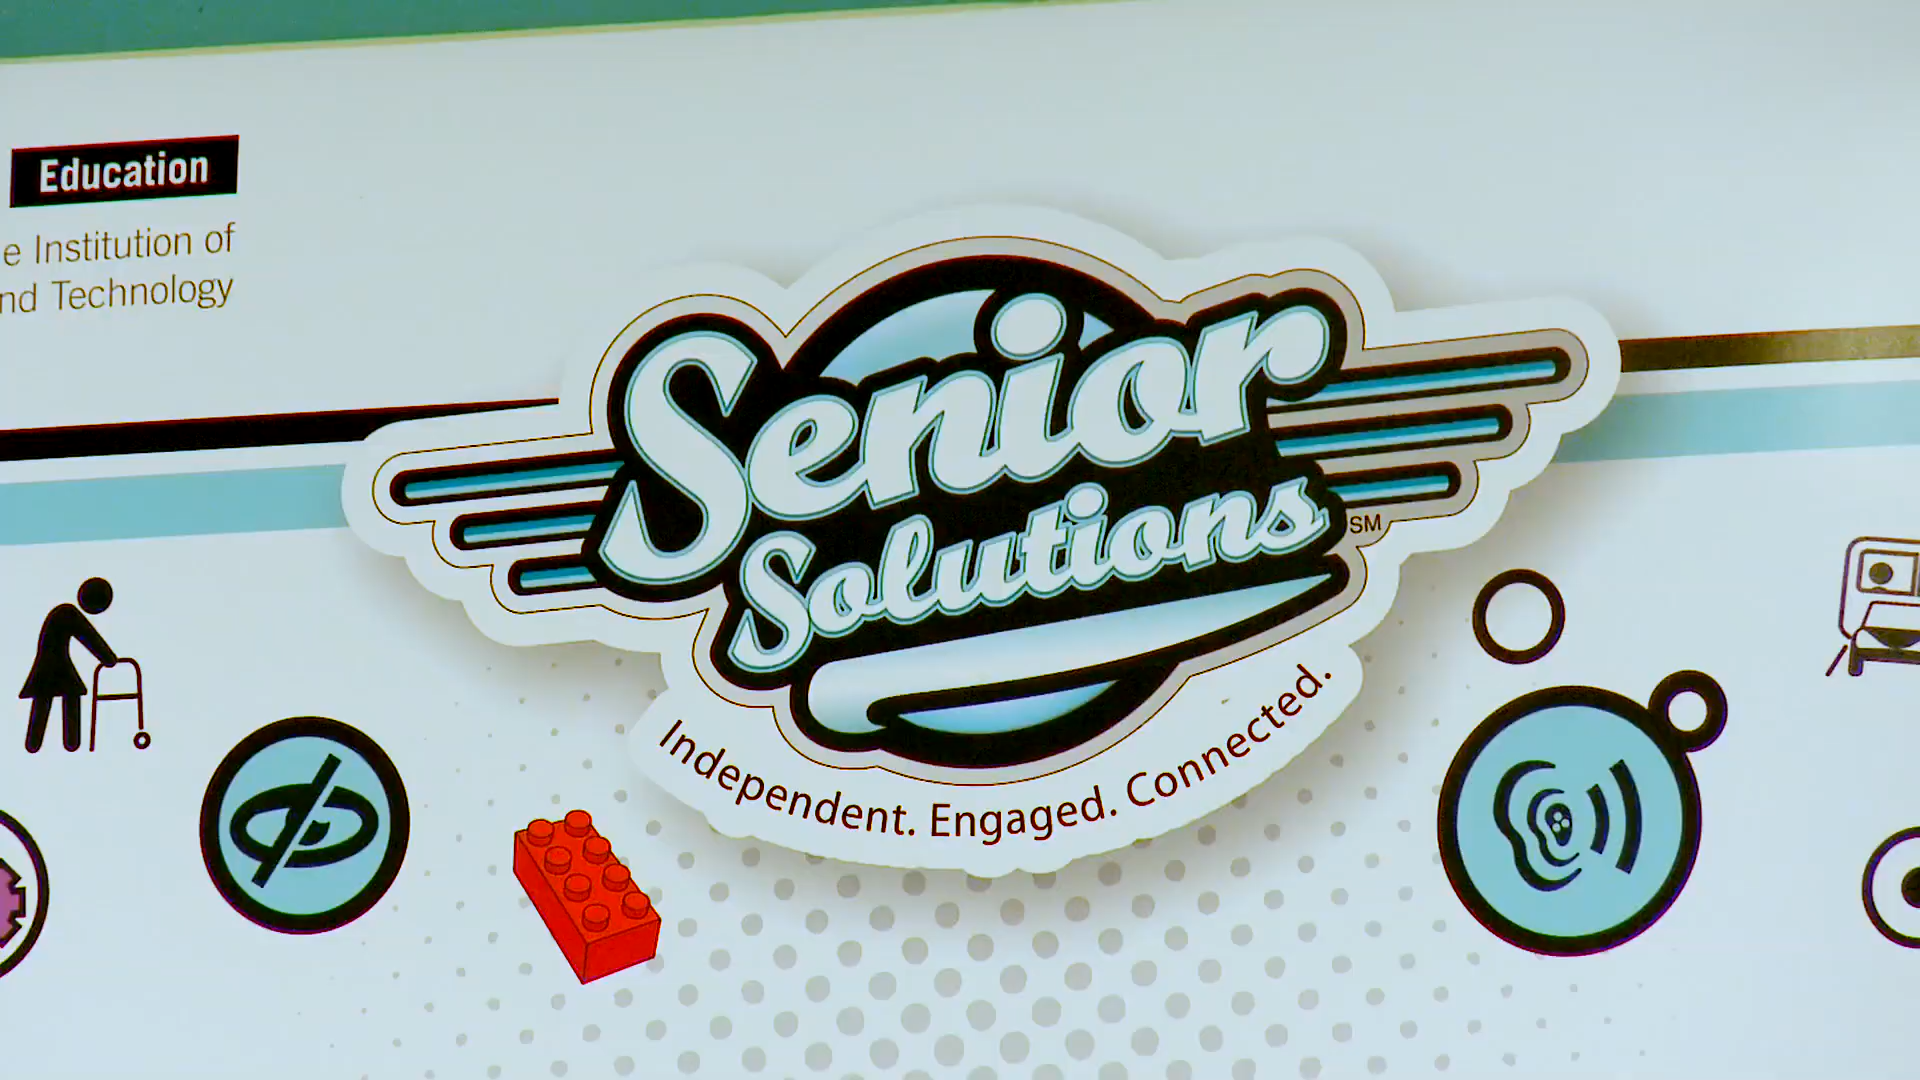 Education
e Institution of
nd Technology
Senior
Solutions
SM
Independent. Engaged. Connected.